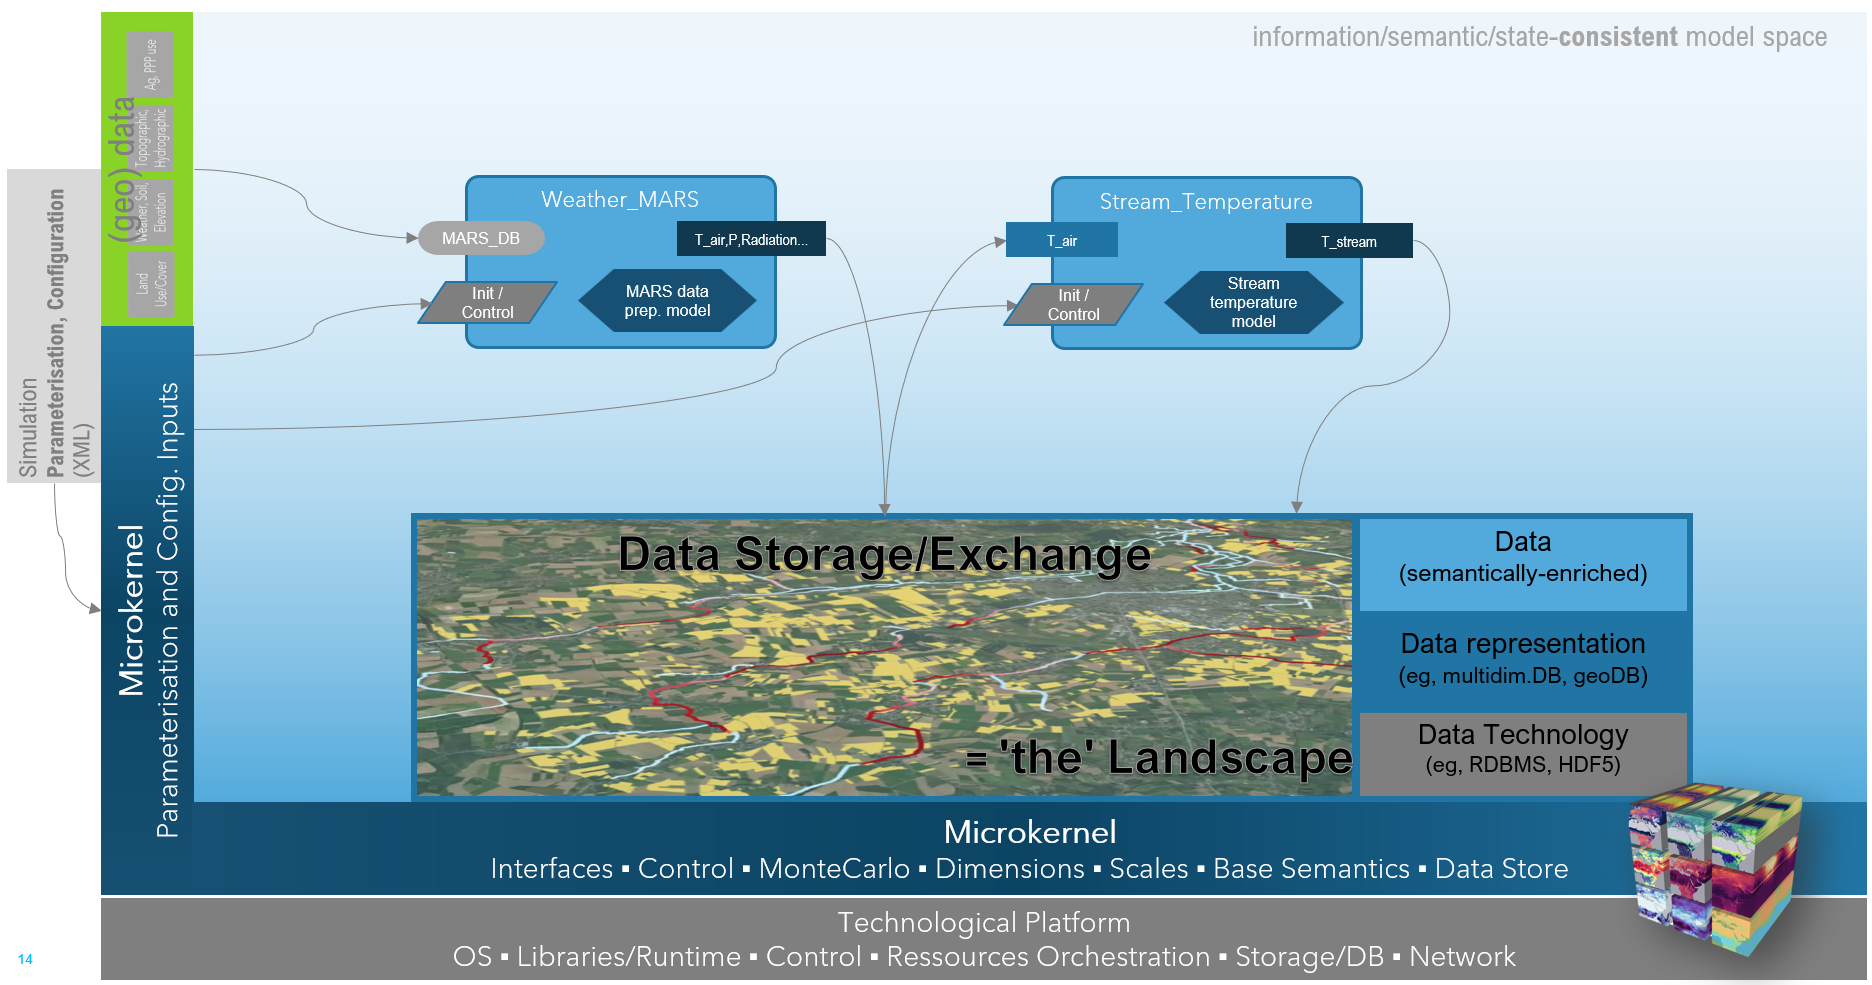 information/semantic/state-consistent model space
Ag, PPP use
Topographic,
Hydrographic
Weather, Soil,
Elevation
Land
Use/Cover
(geo) data
Simulation
Parameterisation, Configuration
(XML)
Microkernel
Parameterisation and Config. Inputs
Weather_MARS
MARS_DB
T_air,P,Radiation...
Init /
Control
MARS data
prep. model
Stream_Temperature
T_air
T_stream
Init /
Control
Stream
temperature
model
Data Storage/Exchange
= 'the' Landscape
Data
(semantically-enriched)
Data representation
(eg, multidim.DB, geoDB)
Data Technology
(eg, RDBMS, HDF5)
Microkernel
Interfaces ▪ Control ▪ MonteCarlo ▪ Dimensions ▪ Scales ▪ Base Semantics ▪ Data Store
Technological Platform
OS ▪ Libraries/Runtime ▪ Control ▪ Ressources Orchestration ▪ Storage/DB ▪ Network
14